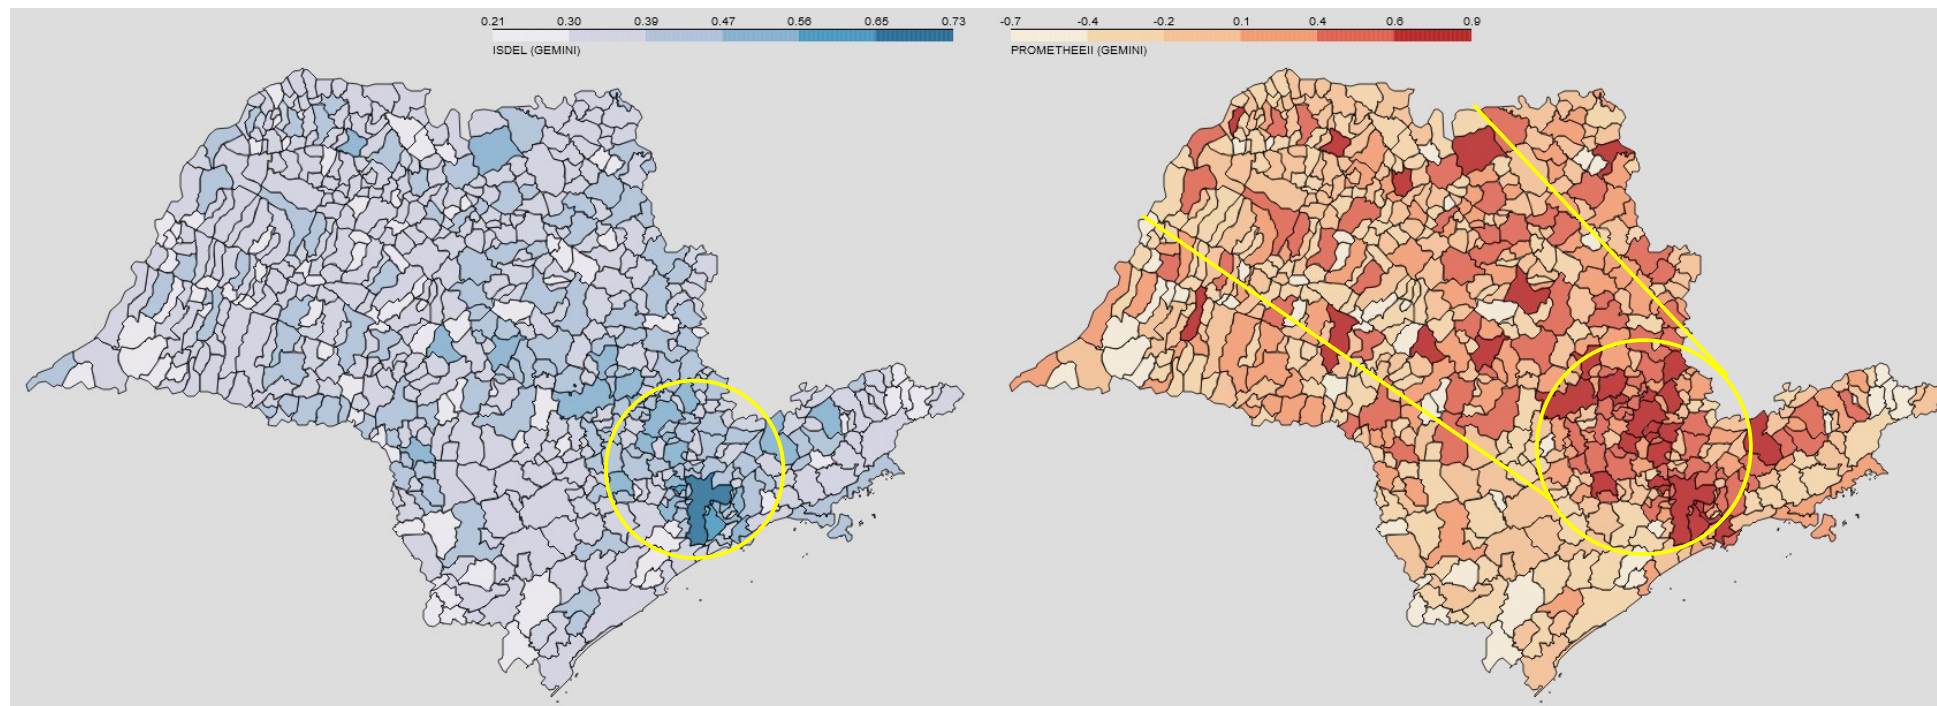 0.21 0.30 0.39 0.47 0.56 0.65 0.73
ISDEL (GEMINI)
-0.7 -0.4 -0.2 0.1 0.4 0.6 0.9
PROMETHEEII (GEMINI)